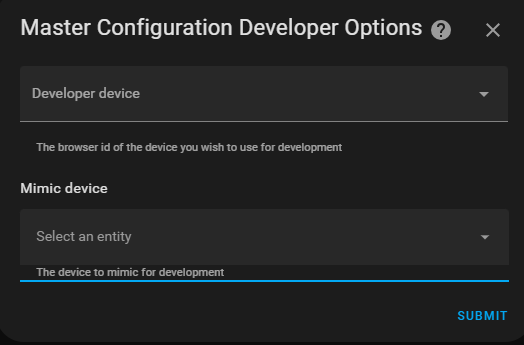 Master Configuration Developer Options
Developer device
The browser id of the device you wish to use for development
Mimic device
Select an entity
The device to mimic for development
SUBMIT